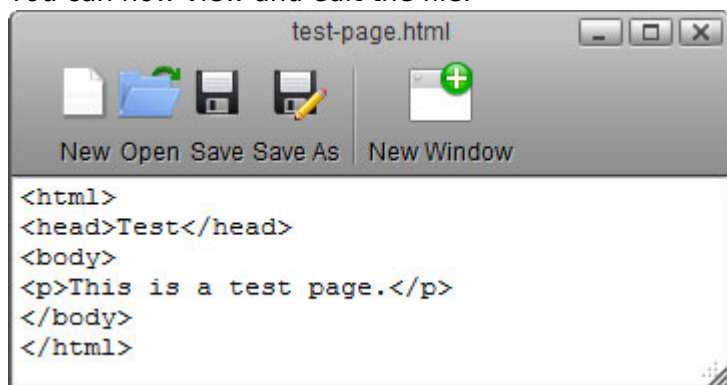 You can now view and edit the file.
test-page.html
New Open Save Save As New Window
<html>
<head>Test</head>
<body>
<p>This is a test page.</p>
</body>
</html>